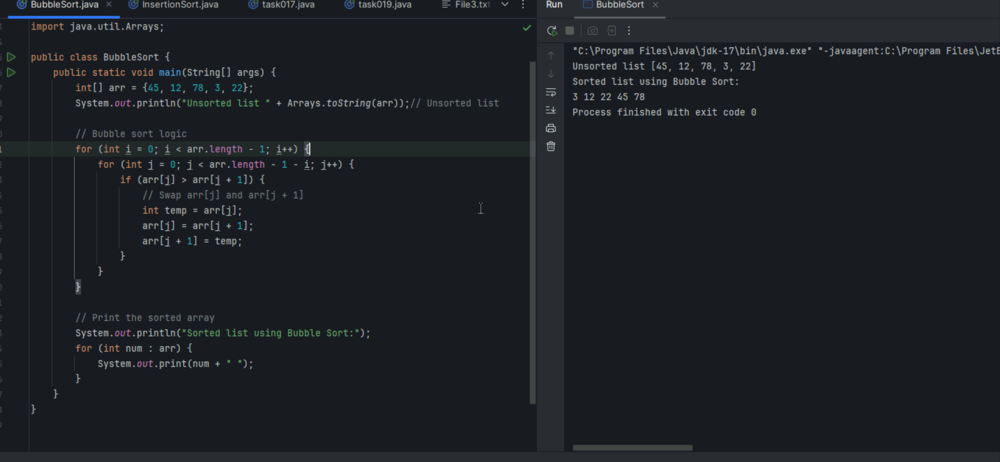 BubbleSort.java InsertionSort.java task017.java task019.java File3.txt
import java.util.Arrays;
public class BubbleSort {
public static void main(String[] args) {
int[] arr = {45, 12, 78, 3, 22};
System.out.println("Unsorted list " + Arrays.toString(arr));// Unsorted list
// Bubble sort logic
for (int i = 0; i < arr.length - 1; i++) {
for (int j = 0; j < arr.length - 1 - i; j++) {
if (arr[j] > arr[j + 1]) {
// Swap arr[j] and arr[j + 1]
int temp = arr[j];
arr[j] = arr[j + 1];
arr[j + 1] = temp;
}
}
}
// Print the sorted array
System.out.println("Sorted list using Bubble Sort:");
for (int num : arr) {
System.out.print(num + " ");
}
}
}
Run BubbleSort
"C:\Program Files\Java\jdk-17\bin\java.exe" "-javaagent:C:\Program Files\JetB
Unsorted list [45, 12, 78, 3, 22]
Sorted list using Bubble Sort:
3 12 22 45 78
Process finished with exit code 0